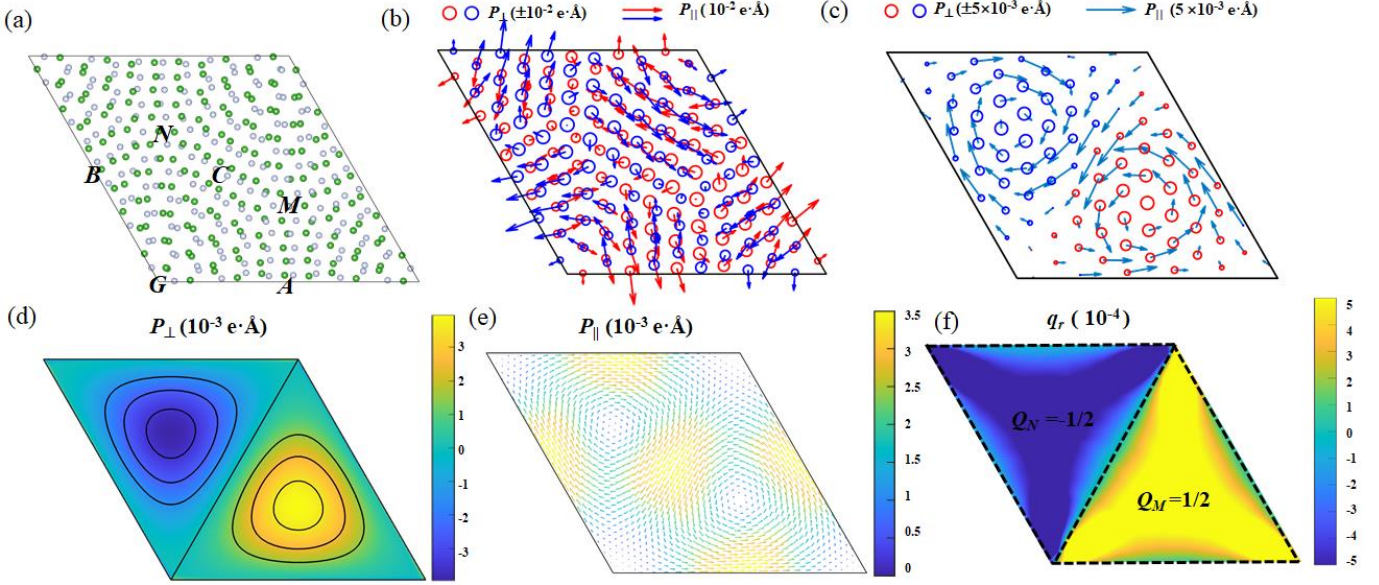 (a)
N
B
C
M
G
A
(b)
P⊥ (±10⁻² e·Å) P∥ (10⁻² e·Å)
(c)
P⊥ (±5×10⁻³ e·Å) P∥ (5 ×10⁻³ e·Å)
(d)
P⊥ (10⁻³ e·Å)
3
2
1
0
-1
-2
-3
(e)
P∥ (10⁻³ e·Å)
3.5
3
2.5
2
1.5
1
0.5
0
(f)
qr ( 10⁻⁴)
QN =-1/2
QM=1/2
5
4
3
2
1
0
-1
-2
-3
-4
-5